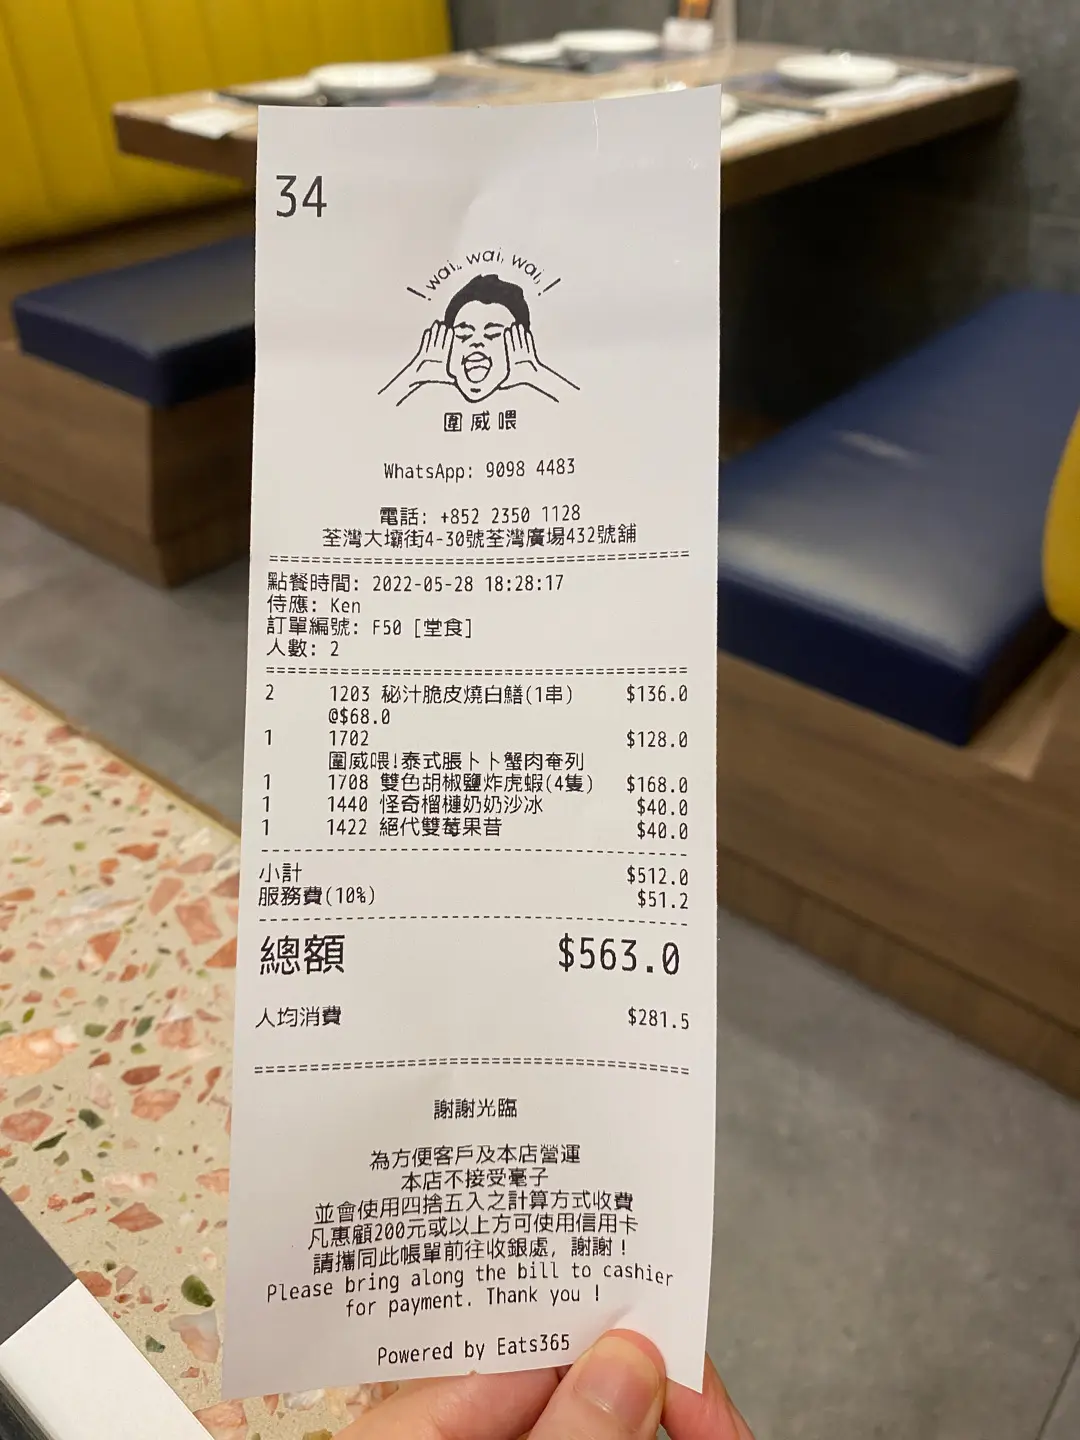 34
! wai, wai, wai, !
圍威喂
WhatsApp: 9098 4483
電話: +852 2350 1128
荃灣大壩街4-30號荃灣廣場432號舖
點餐時間: 2022-05-28 18:28:17
侍應: Ken
訂單編號: F50 [堂食]
人數: 2
2 1203 秘汁脆皮燒白鱔(1串) $136.0
@$68.0
1 1702 $128.0
圍威喂!泰式脹卜卜蟹肉奄列
1 1708 雙色胡椒鹽炸虎蝦(4隻) $168.0
1 1440 怪奇榴槤奶奶沙冰 $40.0
1 1422 絕代雙莓果昔 $40.0
小計 $512.0
服務費(10%) $51.2
總額 $563.0
人均消費 $281.5
謝謝光臨
為方便客戶及本店營運
本店不接受毫子
並會使用四捨五入之計算方式收費
凡惠顧200元或以上方可使用信用卡
請攜同此帳單前往收銀處, 謝謝!
Please bring along the bill to cashier
for payment. Thank you !
Powered by Eats365